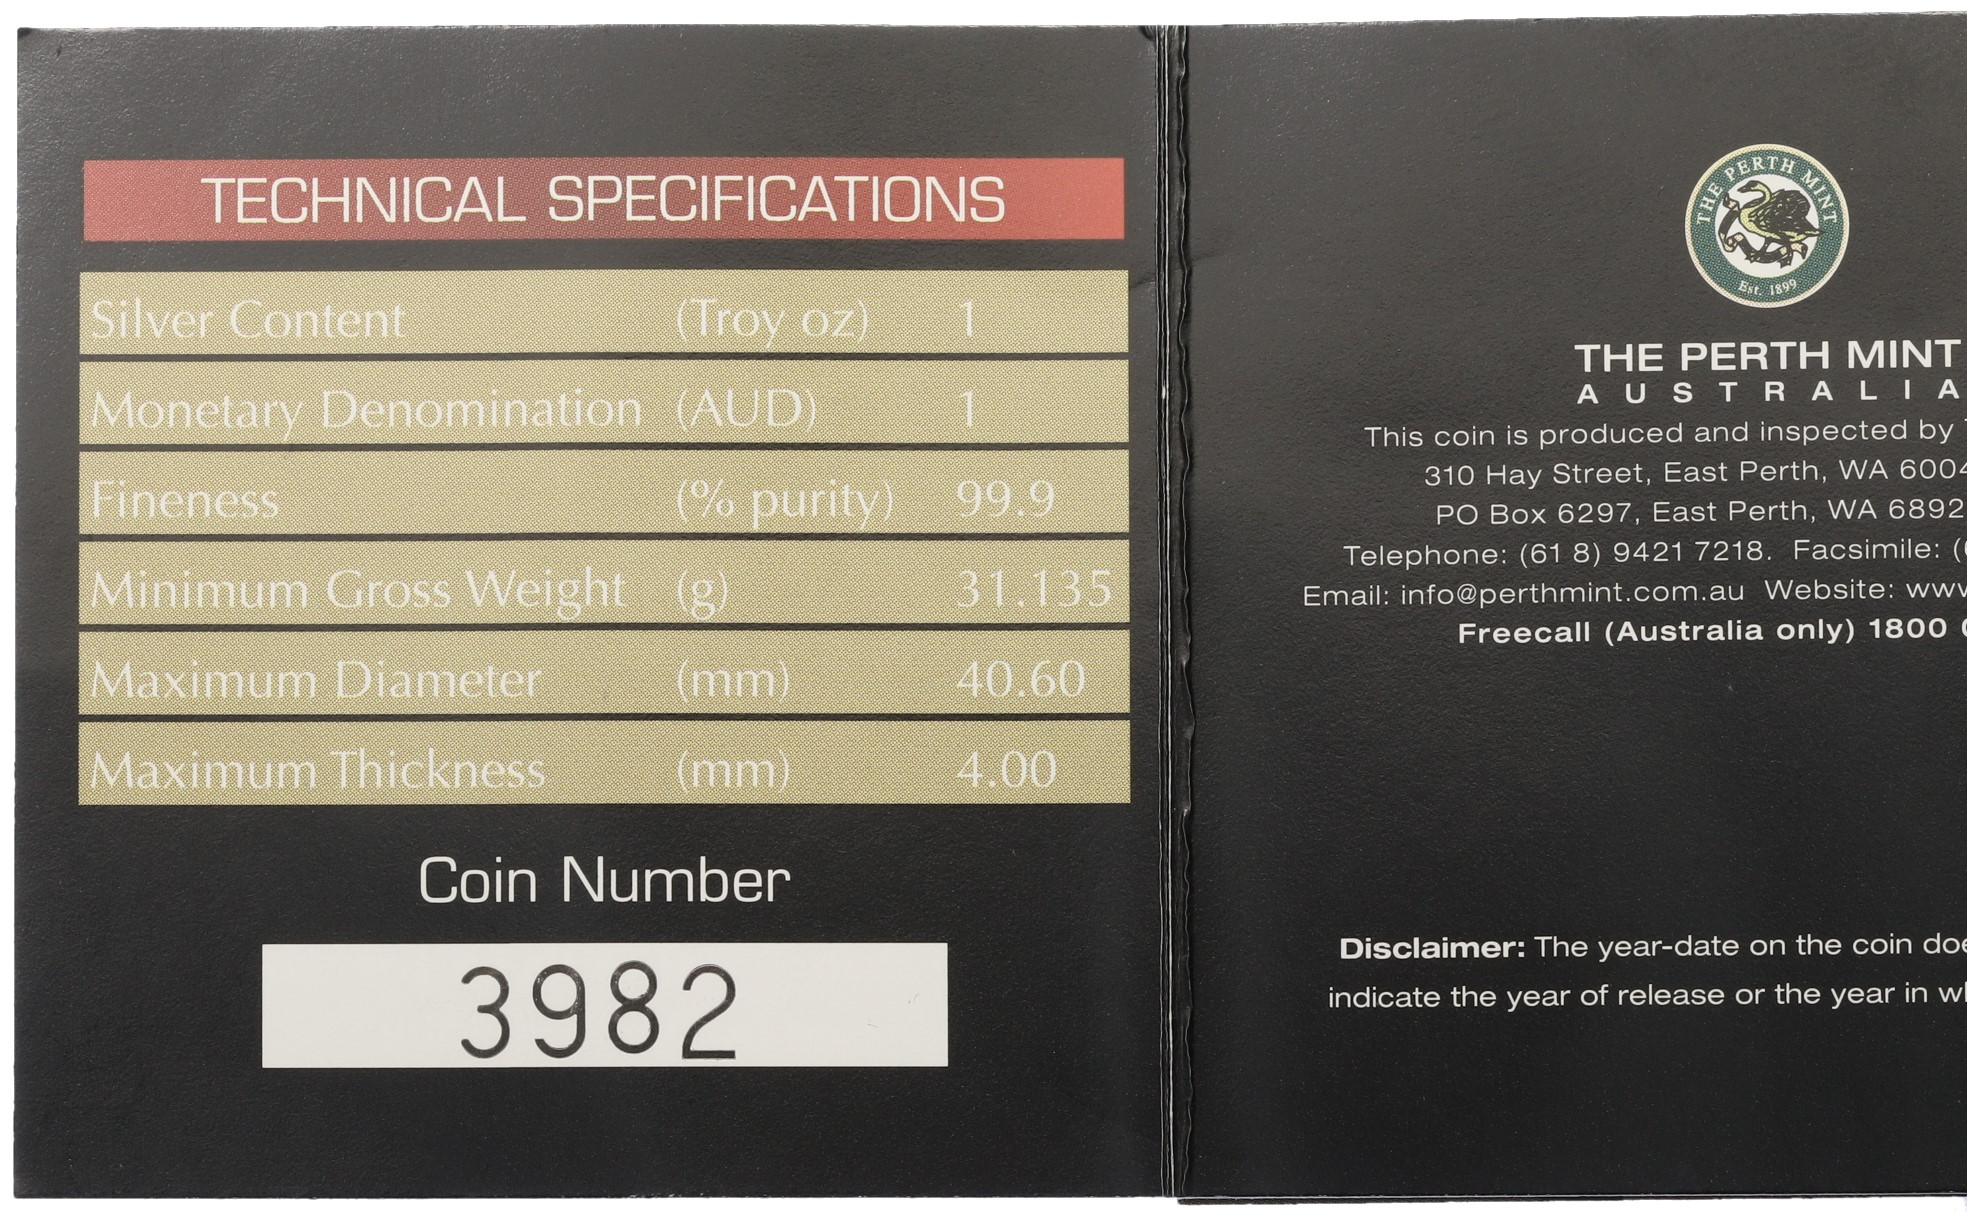 TECHNICAL SPECIFICATIONS
Silver Content (Troy oz) 1
Monetary Denomination (AUD) 1
Fineness (% purity) 99.9
Minimum Gross Weight (g) 31.135
Maximum Diameter (mm) 40.60
Maximum Thickness (mm) 4.00
Coin Number
3982
THE PERTH MINT
Est. 1899
THE PERTH MINT
AUSTRALIA
This coin is produced and inspected by
310 Hay Street, East Perth, WA 6004
PO Box 6297, East Perth, WA 6892
Telephone: (61 8) 9421 7218. Facsimile: (
Email: info@perthmint.com.au Website: www
Freecall (Australia only) 1800
Disclaimer: The year-date on the coin doe
indicate the year of release or the year in